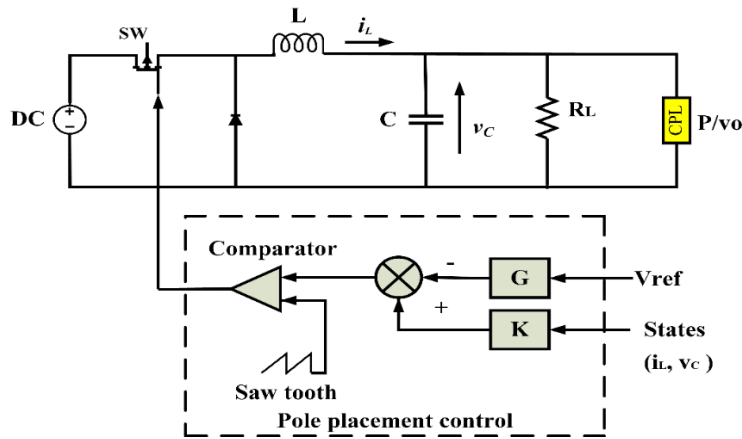 L
iL
SW
DC
+
−
C
vC
RL
CPL
P/vo
Comparator
-
G
Vref
+
K
States
(iL, vC )
Saw tooth
Pole placement control